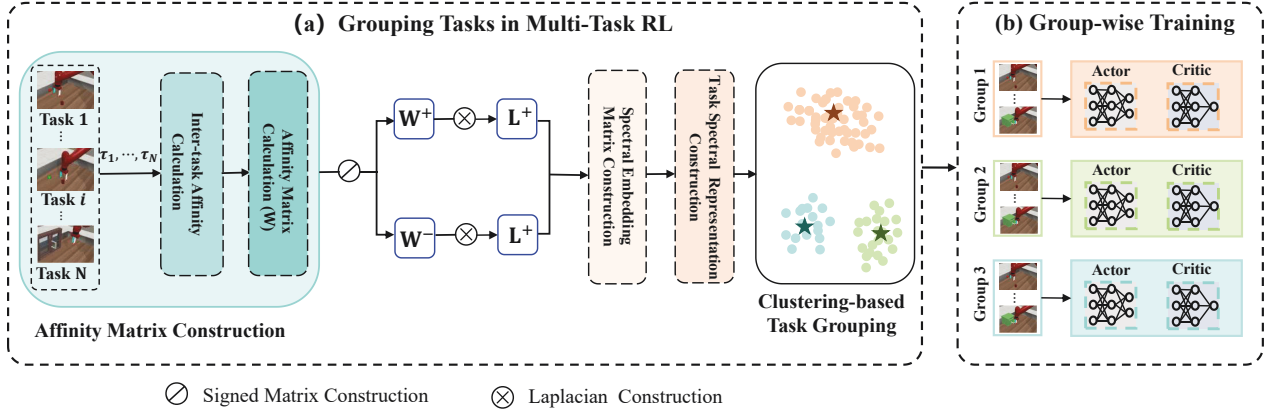 (a) Grouping Tasks in Multi-Task RL
Task 1
Task i
Task N
τ₁, ⋯, τN
Inter-task Affinity
Calculation
Affinity Matrix
Calculation (W)
Affinity Matrix Construction
W⁺
L⁺
W⁻
L⁺
Spectral Embedding
Matrix Construction
Task Spectral Representation
Construction
Clustering-based
Task Grouping
(b) Group-wise Training
Group 1
Actor
Critic
Group 2
Actor
Critic
Group 3
Actor
Critic
Signed Matrix Construction
Laplacian Construction